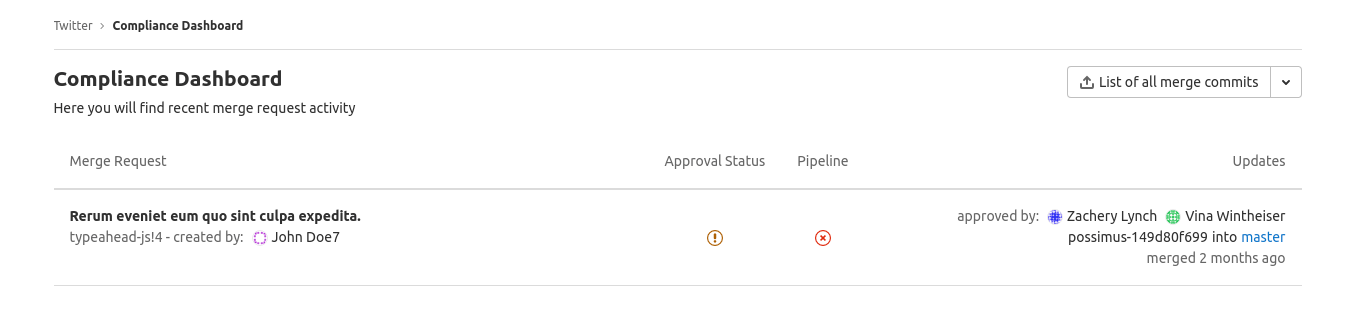 Twitter > Compliance Dashboard
Compliance Dashboard
List of all merge commits
Here you will find recent merge request activity
Merge Request Approval Status Pipeline Updates
Rerum eveniet eum quo sint culpa expedita. approved by: Zachery Lynch Vina Wintheiser
typeahead-js!4 - created by: John Doe7 possimus-149d80f699 into master
merged 2 months ago